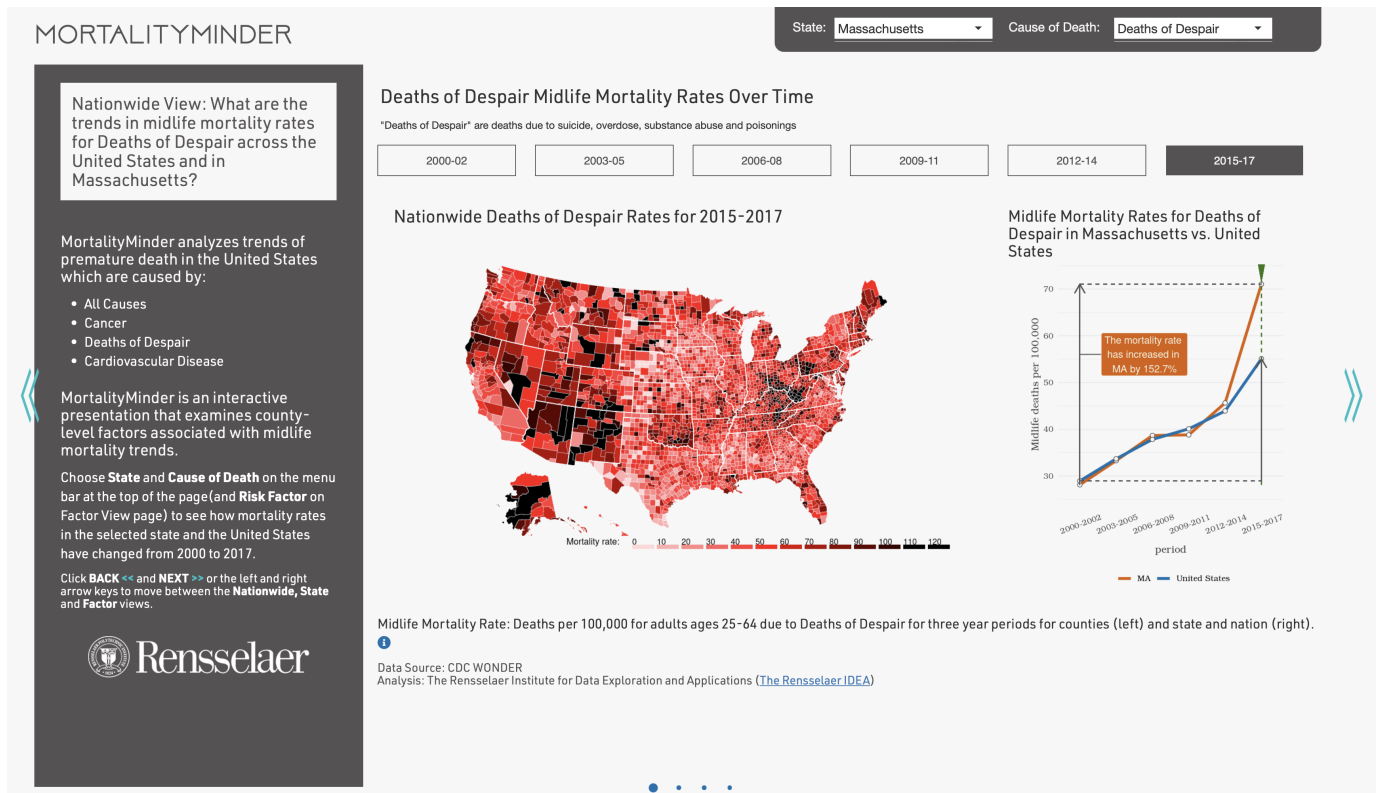 MORTALITYMINDER
State:
Massachusetts
Cause of Death:
Deaths of Despair
Nationwide View: What are the
trends in midlife mortality rates
for Deaths of Despair across the
United States and in
Massachusetts?
MortalityMinder analyzes trends of
premature death in the United States
which are caused by:
• All Causes
• Cancer
• Deaths of Despair
• Cardiovascular Disease
MortalityMinder is an interactive
presentation that examines county-
level factors associated with midlife
mortality trends.
Choose State and Cause of Death on the menu
bar at the top of the page(and Risk Factor on
Factor View page) to see how mortality rates
in the selected state and the United States
have changed from 2000 to 2017.
Click BACK << and NEXT >> or the left and right
arrow keys to move between the Nationwide, State
and Factor views.
Rensselaer
Deaths of Despair Midlife Mortality Rates Over Time
"Deaths of Despair" are deaths due to suicide, overdose, substance abuse and poisonings
2000-02
2003-05
2006-08
2009-11
2012-14
2015-17
Nationwide Deaths of Despair Rates for 2015-2017
Mortality rate: 0 10 20 30 40 50 60 70 80 90 100 110 120
Midlife Mortality Rates for Deaths of
Despair in Massachusetts vs. United
States
Midlife deaths per 100,000
70
60
50
40
30
The mortality rate
has increased in
MA by 152.7%
2000-2002
2003-2005
2006-2008
2009-2011
2012-2014
2015-2017
period
MA
United States
Midlife Mortality Rate: Deaths per 100,000 for adults ages 25-64 due to Deaths of Despair for three year periods for counties (left) and state and nation (right).
Data Source: CDC WONDER
Analysis: The Rensselaer Institute for Data Exploration and Applications (The Rensselaer IDEA)